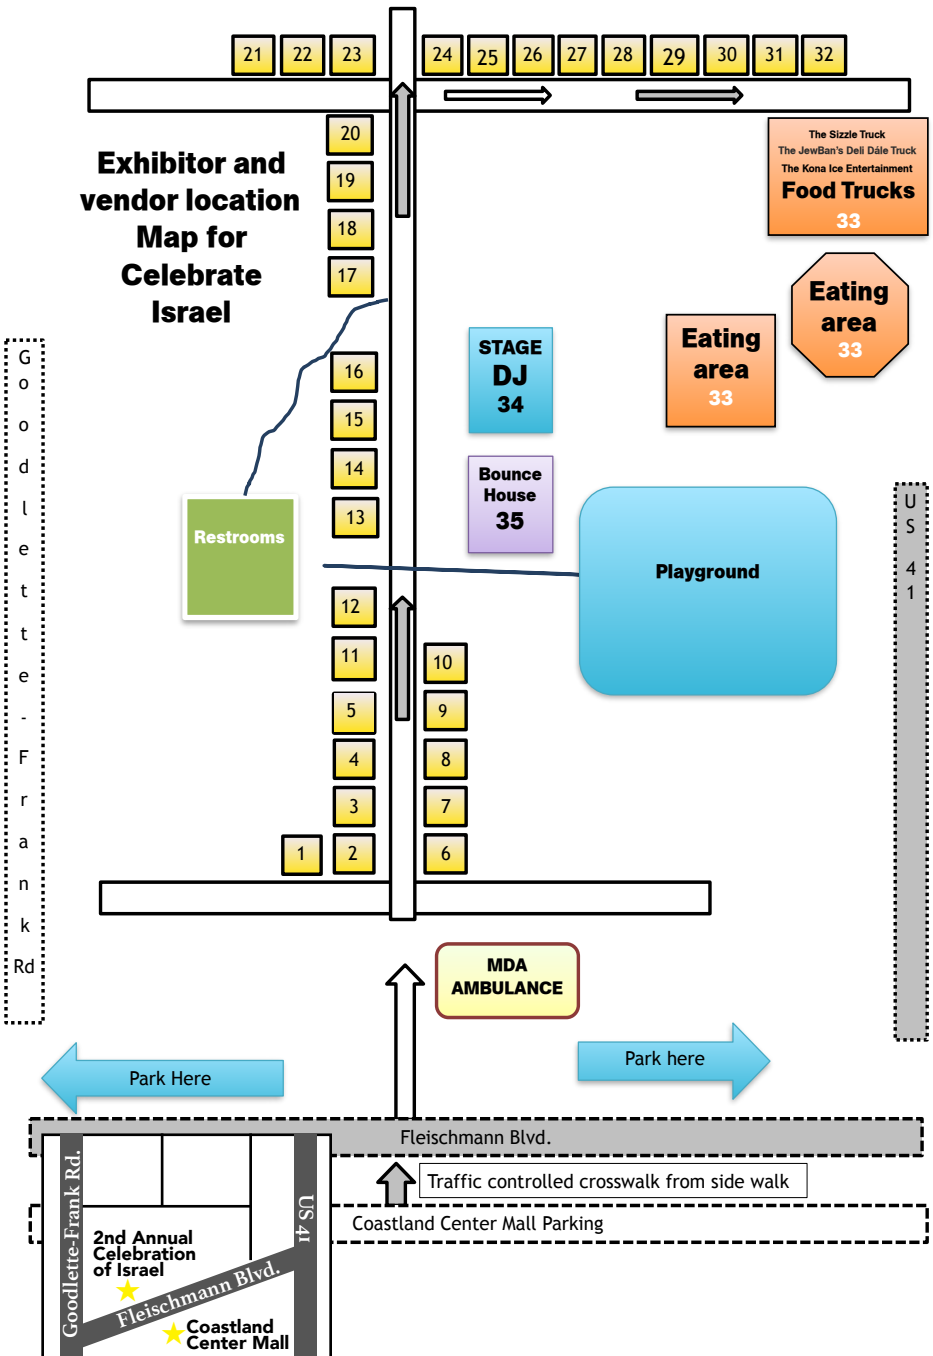 21
22
23
24
25
26
27
28
29
30
31
32
20
19
18
17
Exhibitor and
vendor location
Map for
Celebrate
Israel
The Sizzle Truck
The JewBan's Deli Dále Truck
The Kona Ice Entertainment
Food Trucks
33
Eating
area
33
Eating
area
33
STAGE
DJ
34
Bounce
House
35
16
15
14
13
Restrooms
Playground
Goodlette-Frank Rd
US 41
12
11
5
4
3
2
1
10
9
8
7
6
MDA
AMBULANCE
Park Here
Park here
Fleischmann Blvd.
Traffic controlled crosswalk from side walk
Coastland Center Mall Parking
Goodlette-Frank Rd.
US 41
2nd Annual
Celebration
of Israel
Fleischmann Blvd.
Coastland
Center Mall